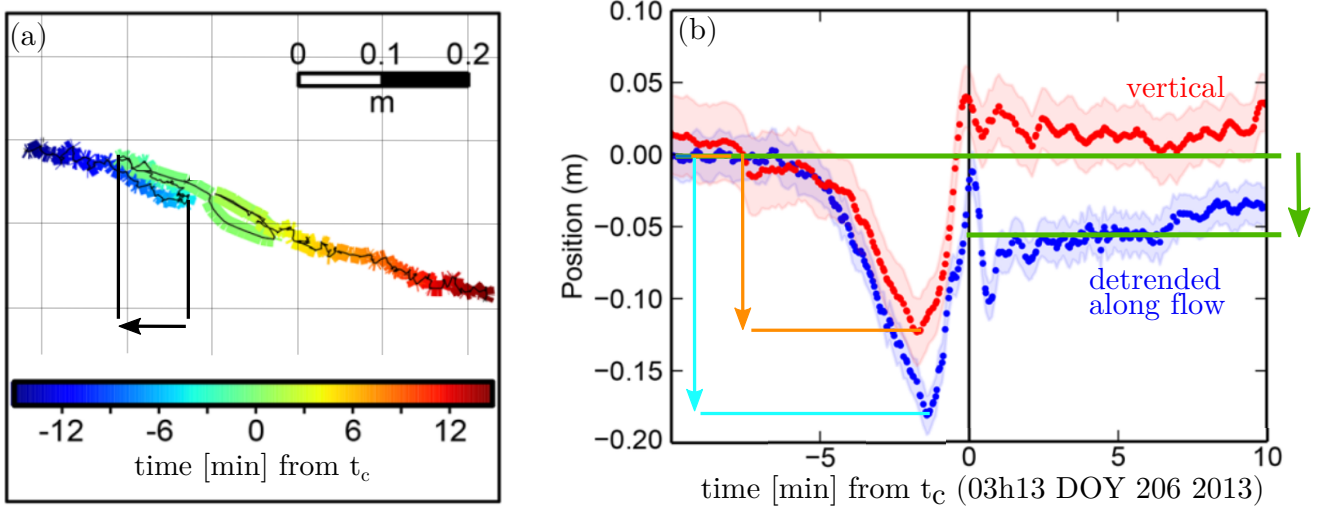 (a)
0 0.1 0.2
m
-12 -6 0 6 12
time [min] from t_c
(b)
0.10
0.05
0.00
−0.05
−0.10
−0.15
−0.20
Position (m)
vertical
detrended
along flow
−5 0 5 10
time [min] from t_c (03h13 DOY 206 2013)